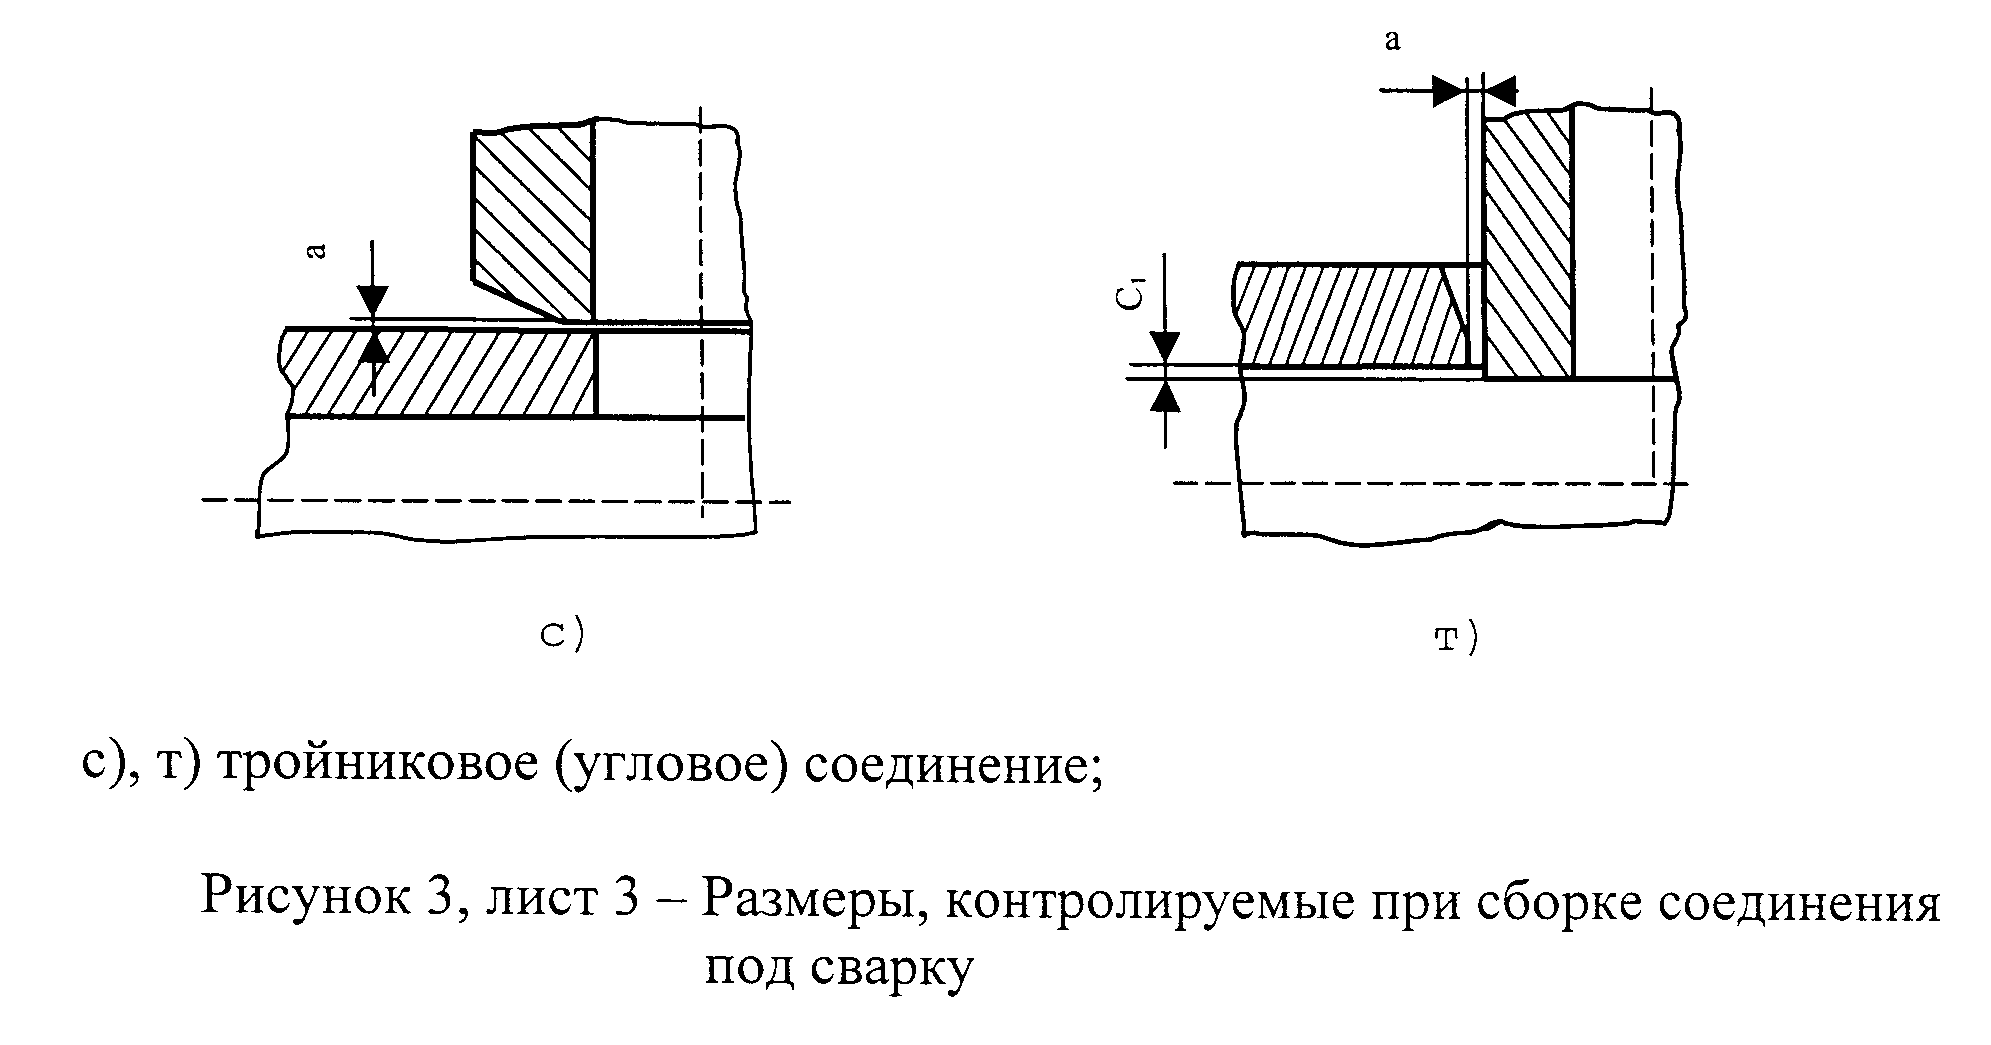 a
a
C₁
с)
т)
с), т) тройниковое (угловое) соединение;
Рисунок 3, лист 3 – Размеры, контролируемые при сборке соединения
под сварку